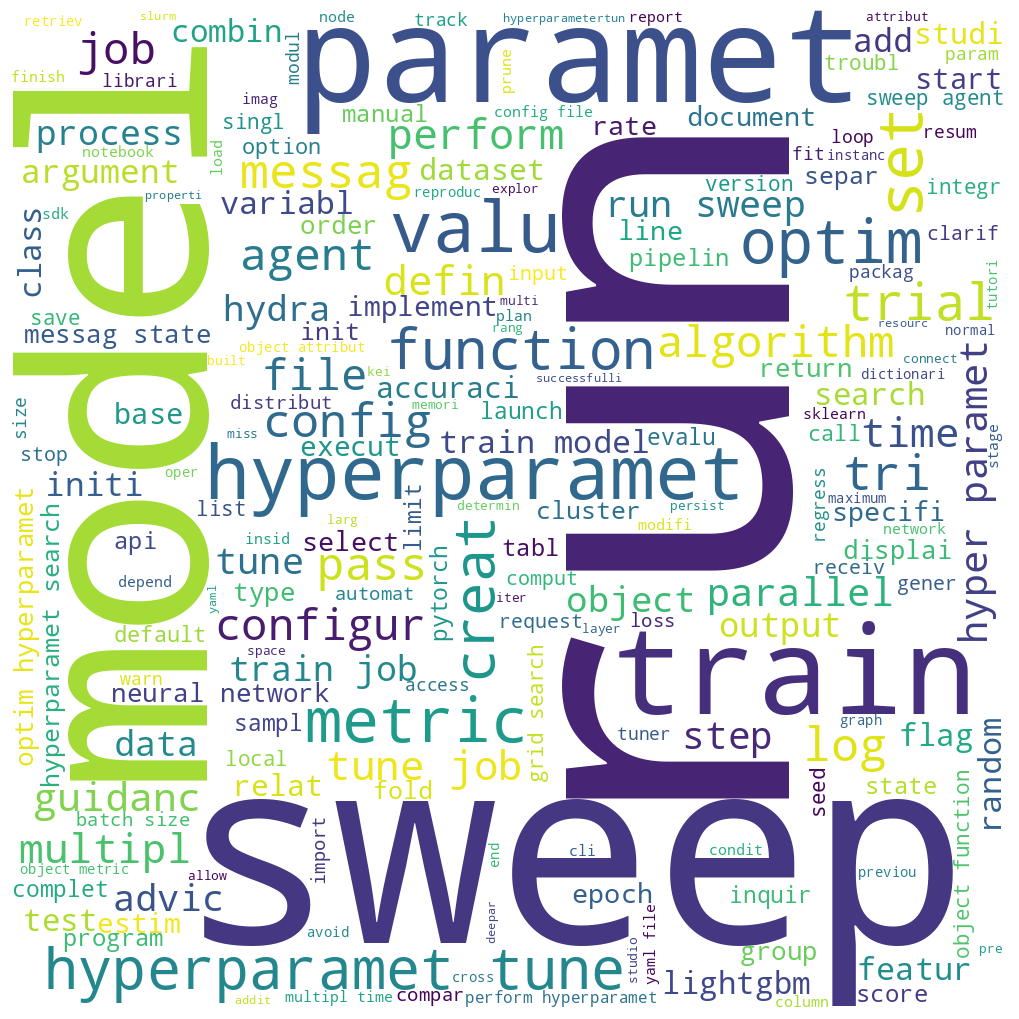 retriev
slurm
node
track
hyperparametertun
report
attribut
job
combin
modul
paramet
prune
add
studi
troubl
param
finish
librari
imag
manual
config file
start
sweep agent
process
singl
perform
rate
document
loop
resum
notebook
option
messag
dataset
fit
instanc
set
argument
load
reproduc
explor
version
separ
integr
properti
variabl
valu
run sweep
sdk
order
line
optim
clarif
class
agent
defin
input
pipelin
packag
tutori
model
hydra
implement
multi
plan
trial
save
messag state
init
rang
run
resourc
normal
built
object attribut
file
kei
function
algorithm
return
connect
successfulli
dictionari
accuraci
search
size
base
distribut
memori
launch
sklearn
hyper paramet
stop
miss
config
execut
train model
evalu
call
time
stage
oper
hyperparamet
tri
initi
list
limit
regress
maximum
optim hyperparamet
hyperparamet search
larg
determin
cluster
persist
specifi
api
insid
select
creat
modifi
network
tabl
displai
tune
pass
pytorch
comput
receiv
depend
type
automat
iter
object
parallel
gener
yaml
default
configur
request
layer
loss
output
space
warn
train job
train
neural network
access
grid search
data
sampl
metric
tuner
step
graph
log
flag
random
local
tune job
guidanc
relat
fold
seed
state
batch size
sweep
multipl
import
end
cli
condit
object function
object metric
allow
previou
complet
advic
epoch
inquir
test
estim
avoid
deepar
program
studio
yaml file
group
pre
hyperparamet tune
cross
lightgbm
featur
addit
multipl time
compar
perform hyperparamet
column
score